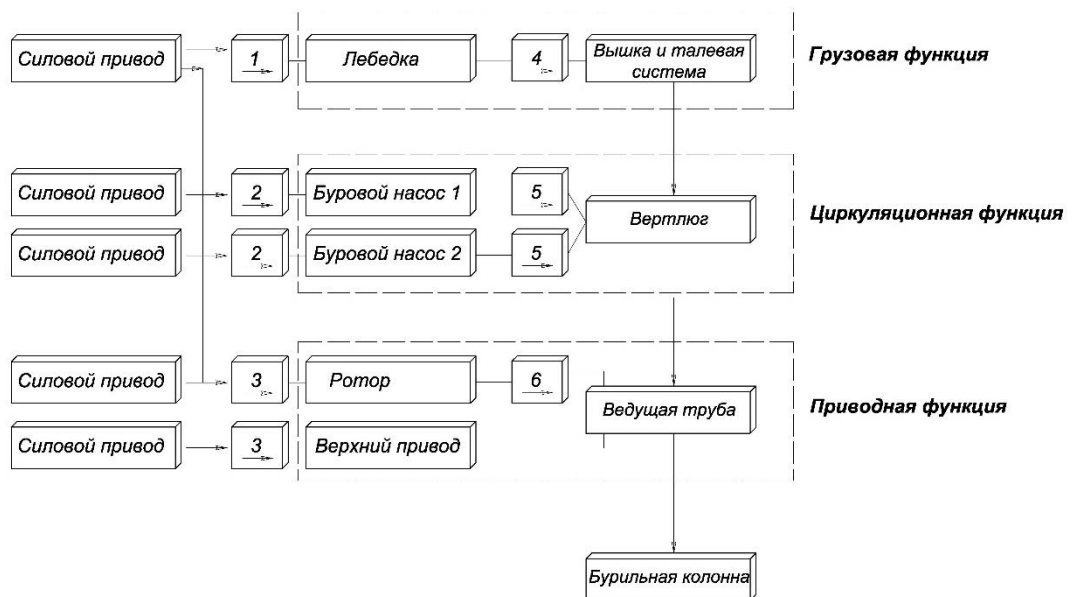 Силовой привод
1
Лебедка
4
Вышка и талевая
система
Грузовая функция
Силовой привод
2
Буровой насос 1
5
Вертлюг
Циркуляционная функция
Силовой привод
2
Буровой насос 2
5
Силовой привод
3
Ротор
6
Ведущая труба
Приводная функция
Силовой привод
3
Верхний привод
Бурильная колонна